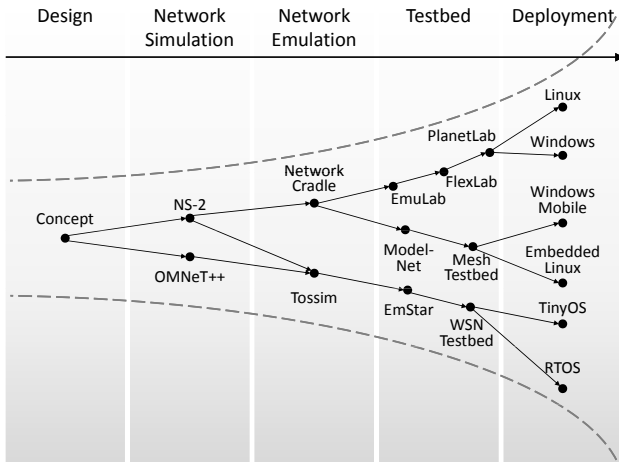 Design
Network
Simulation
Network
Emulation
Testbed
Deployment
Linux
PlanetLab
Windows
Network
Cradle
FlexLab
EmuLab
Windows
Mobile
NS-2
Concept
Model-
Net
Mesh
Testbed
Embedded
Linux
OMNeT++
Tossim
EmStar
WSN
Testbed
TinyOS
RTOS